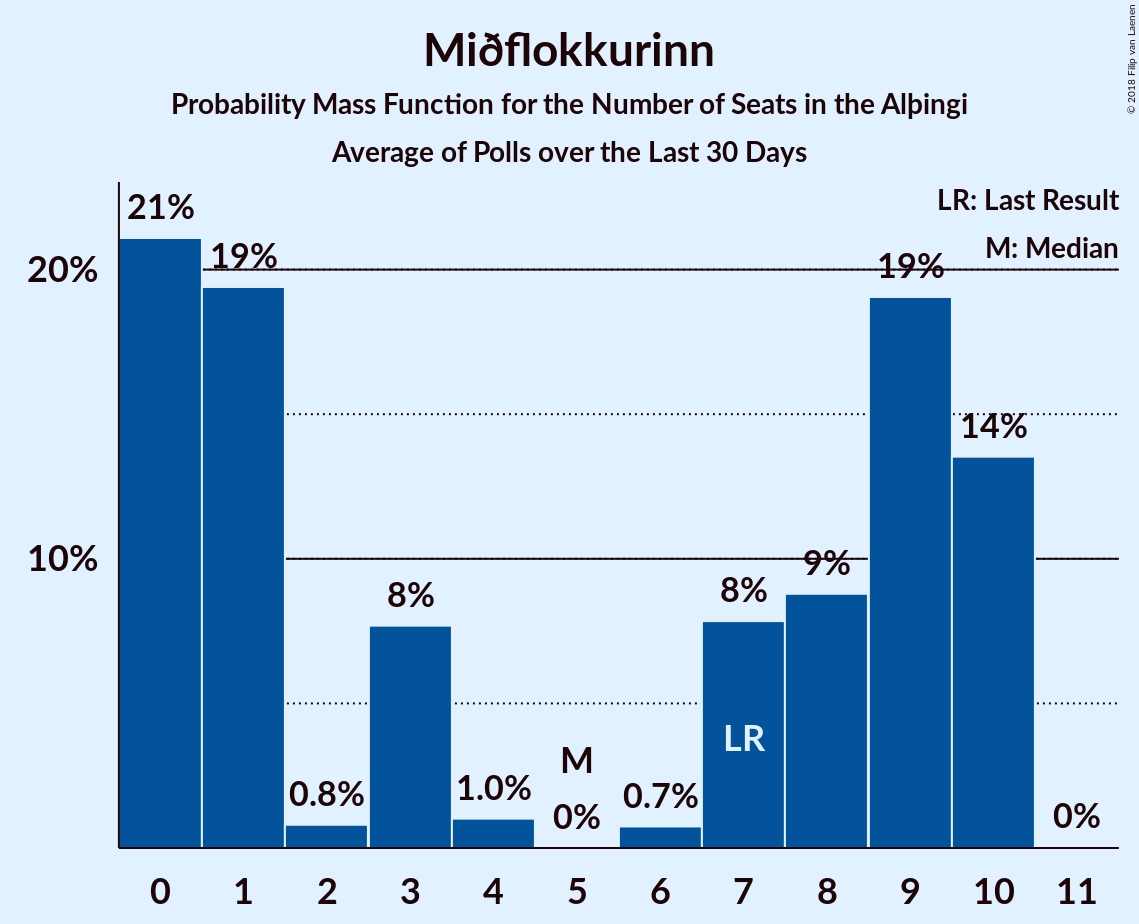 Miðflokkurinn
Probability Mass Function for the Number of Seats in the Alþingi
Average of Polls over the Last 30 Days
© 2018 Filip van Laenen
LR: Last Result
M: Median
20%
10%
21%
19%
0.8%
8%
1.0%
M
0%
0.7%
8%
LR
9%
19%
14%
0%
0 1 2 3 4 5 6 7 8 9 10 11